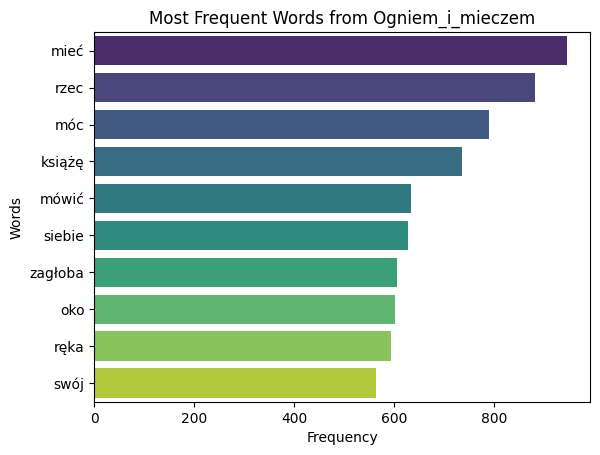 Most Frequent Words from Ogniem_i_mieczem
mieć
rzec
móc
książę
mówić
siebie
zagłoba
oko
ręka
swój
Words
0 200 400 600 800
Frequency